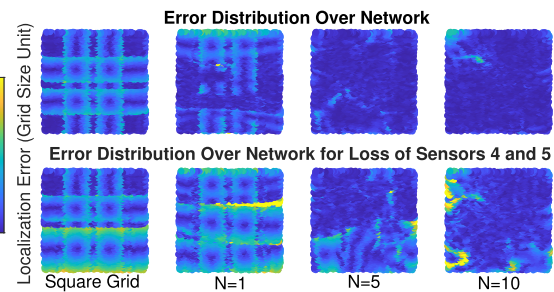 Error Distribution Over Network
Localization Error (Grid Size Unit)
Error Distribution Over Network for Loss of Sensors 4 and 5
Square Grid
N=1
N=5
N=10